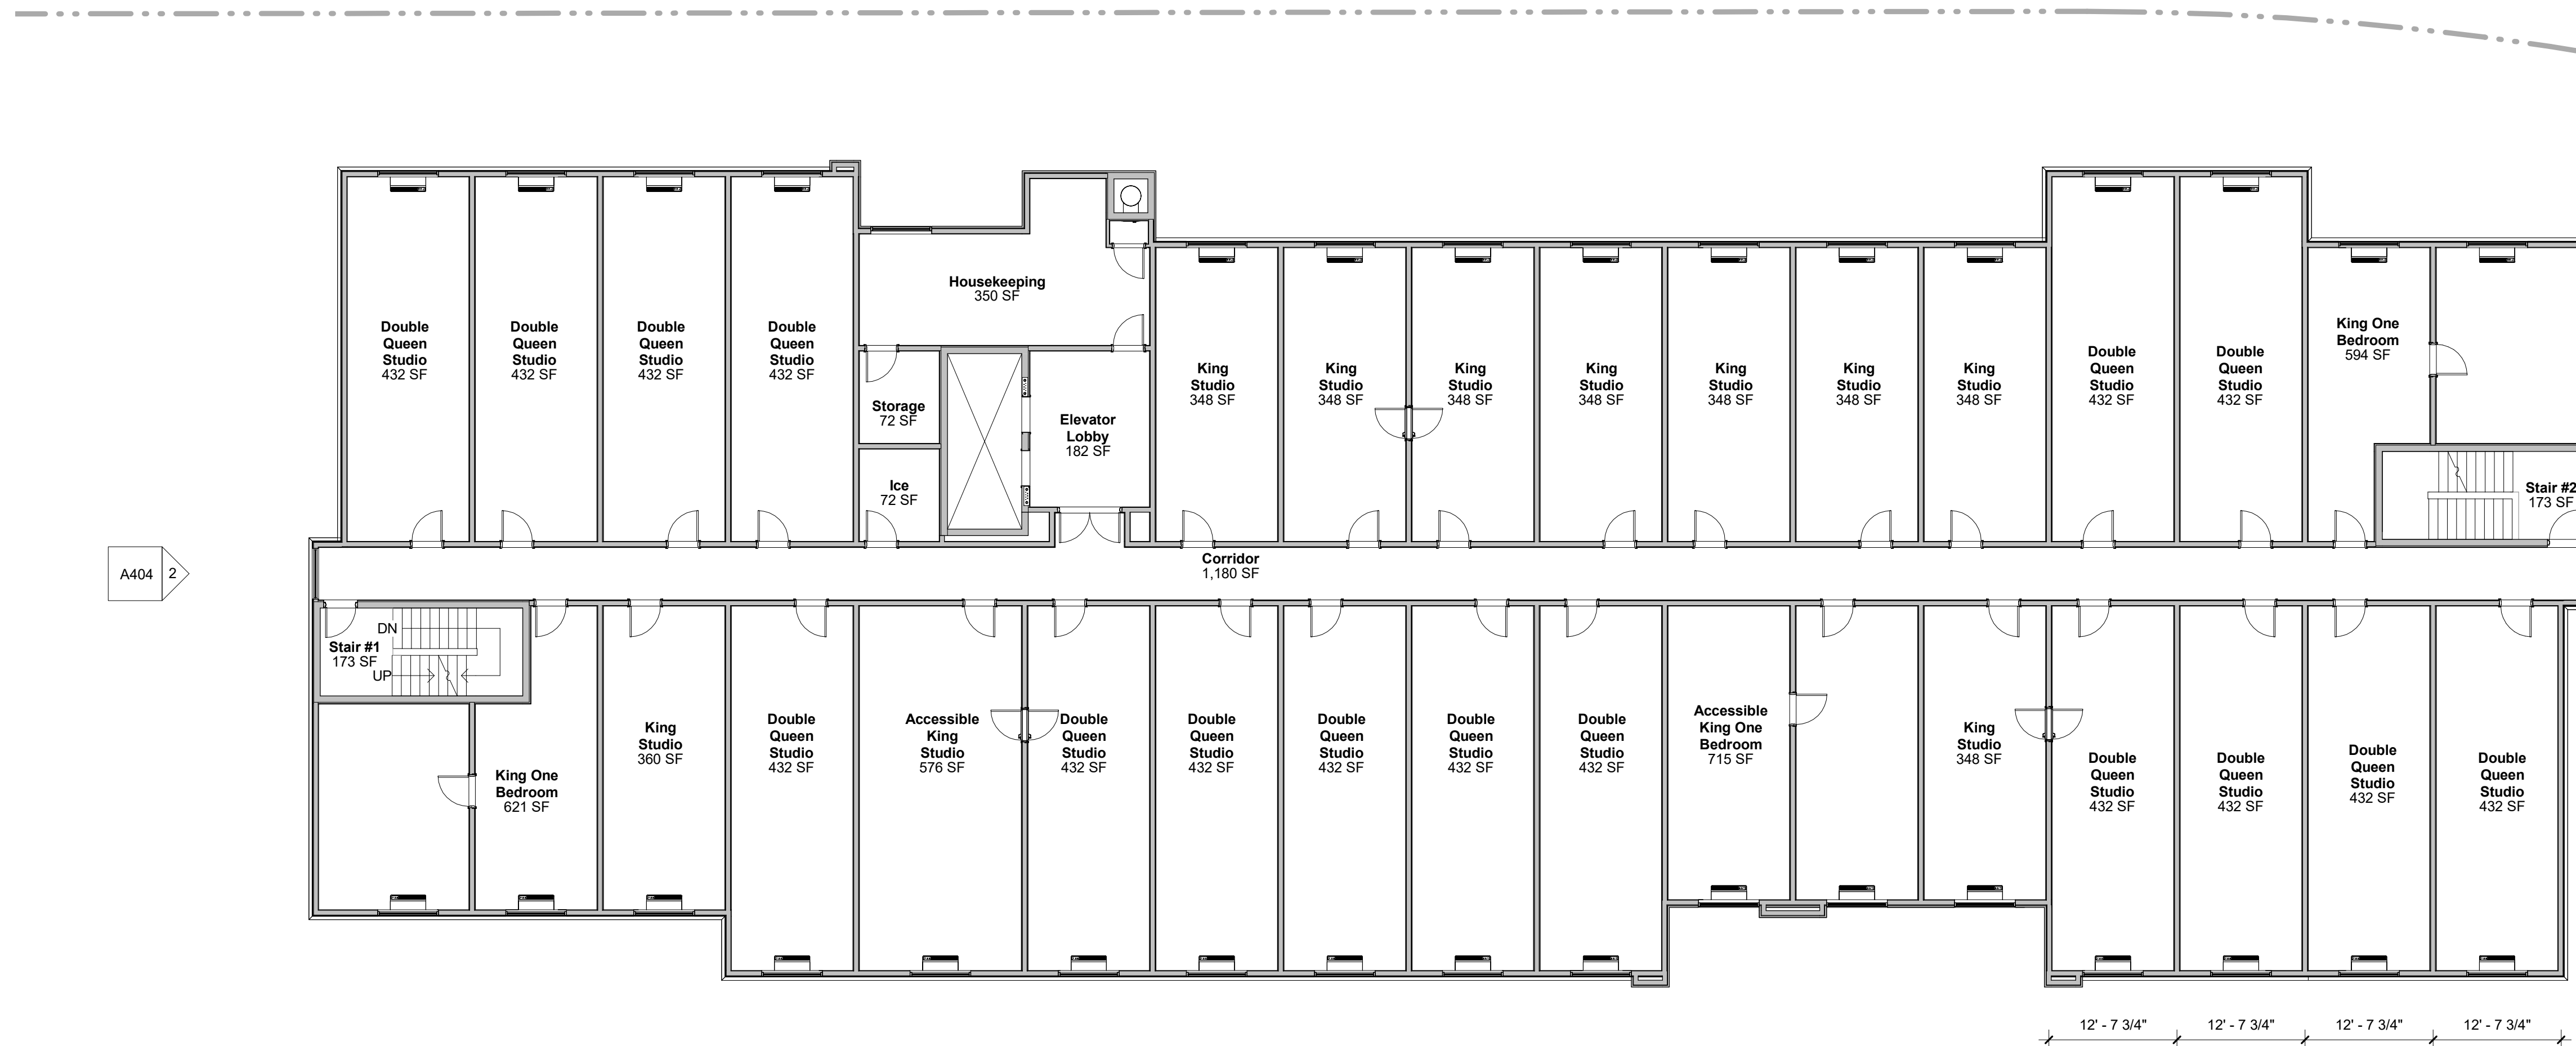 Double
Queen
Studio
432 SF
Double
Queen
Studio
432 SF
Double
Queen
Studio
432 SF
Double
Queen
Studio
432 SF
Housekeeping
350 SF
Storage
72 SF
Ice
72 SF
Elevator
Lobby
182 SF
King
Studio
348 SF
King
Studio
348 SF
King
Studio
348 SF
King
Studio
348 SF
King
Studio
348 SF
King
Studio
348 SF
King
Studio
348 SF
Double
Queen
Studio
432 SF
Double
Queen
Studio
432 SF
King One
Bedroom
594 SF
Stair #2
173 SF
A404 2
Corridor
1,180 SF
DN
Stair #1
173 SF
UP
King One
Bedroom
621 SF
King
Studio
360 SF
Double
Queen
Studio
432 SF
Accessible
King
Studio
576 SF
Double
Queen
Studio
432 SF
Double
Queen
Studio
432 SF
Double
Queen
Studio
432 SF
Double
Queen
Studio
432 SF
Double
Queen
Studio
432 SF
Accessible
King One
Bedroom
715 SF
King
Studio
348 SF
Double
Queen
Studio
432 SF
Double
Queen
Studio
432 SF
Double
Queen
Studio
432 SF
Double
Queen
Studio
432 SF
12' - 7 3/4" 12' - 7 3/4" 12' - 7 3/4" 12' - 7 3/4"